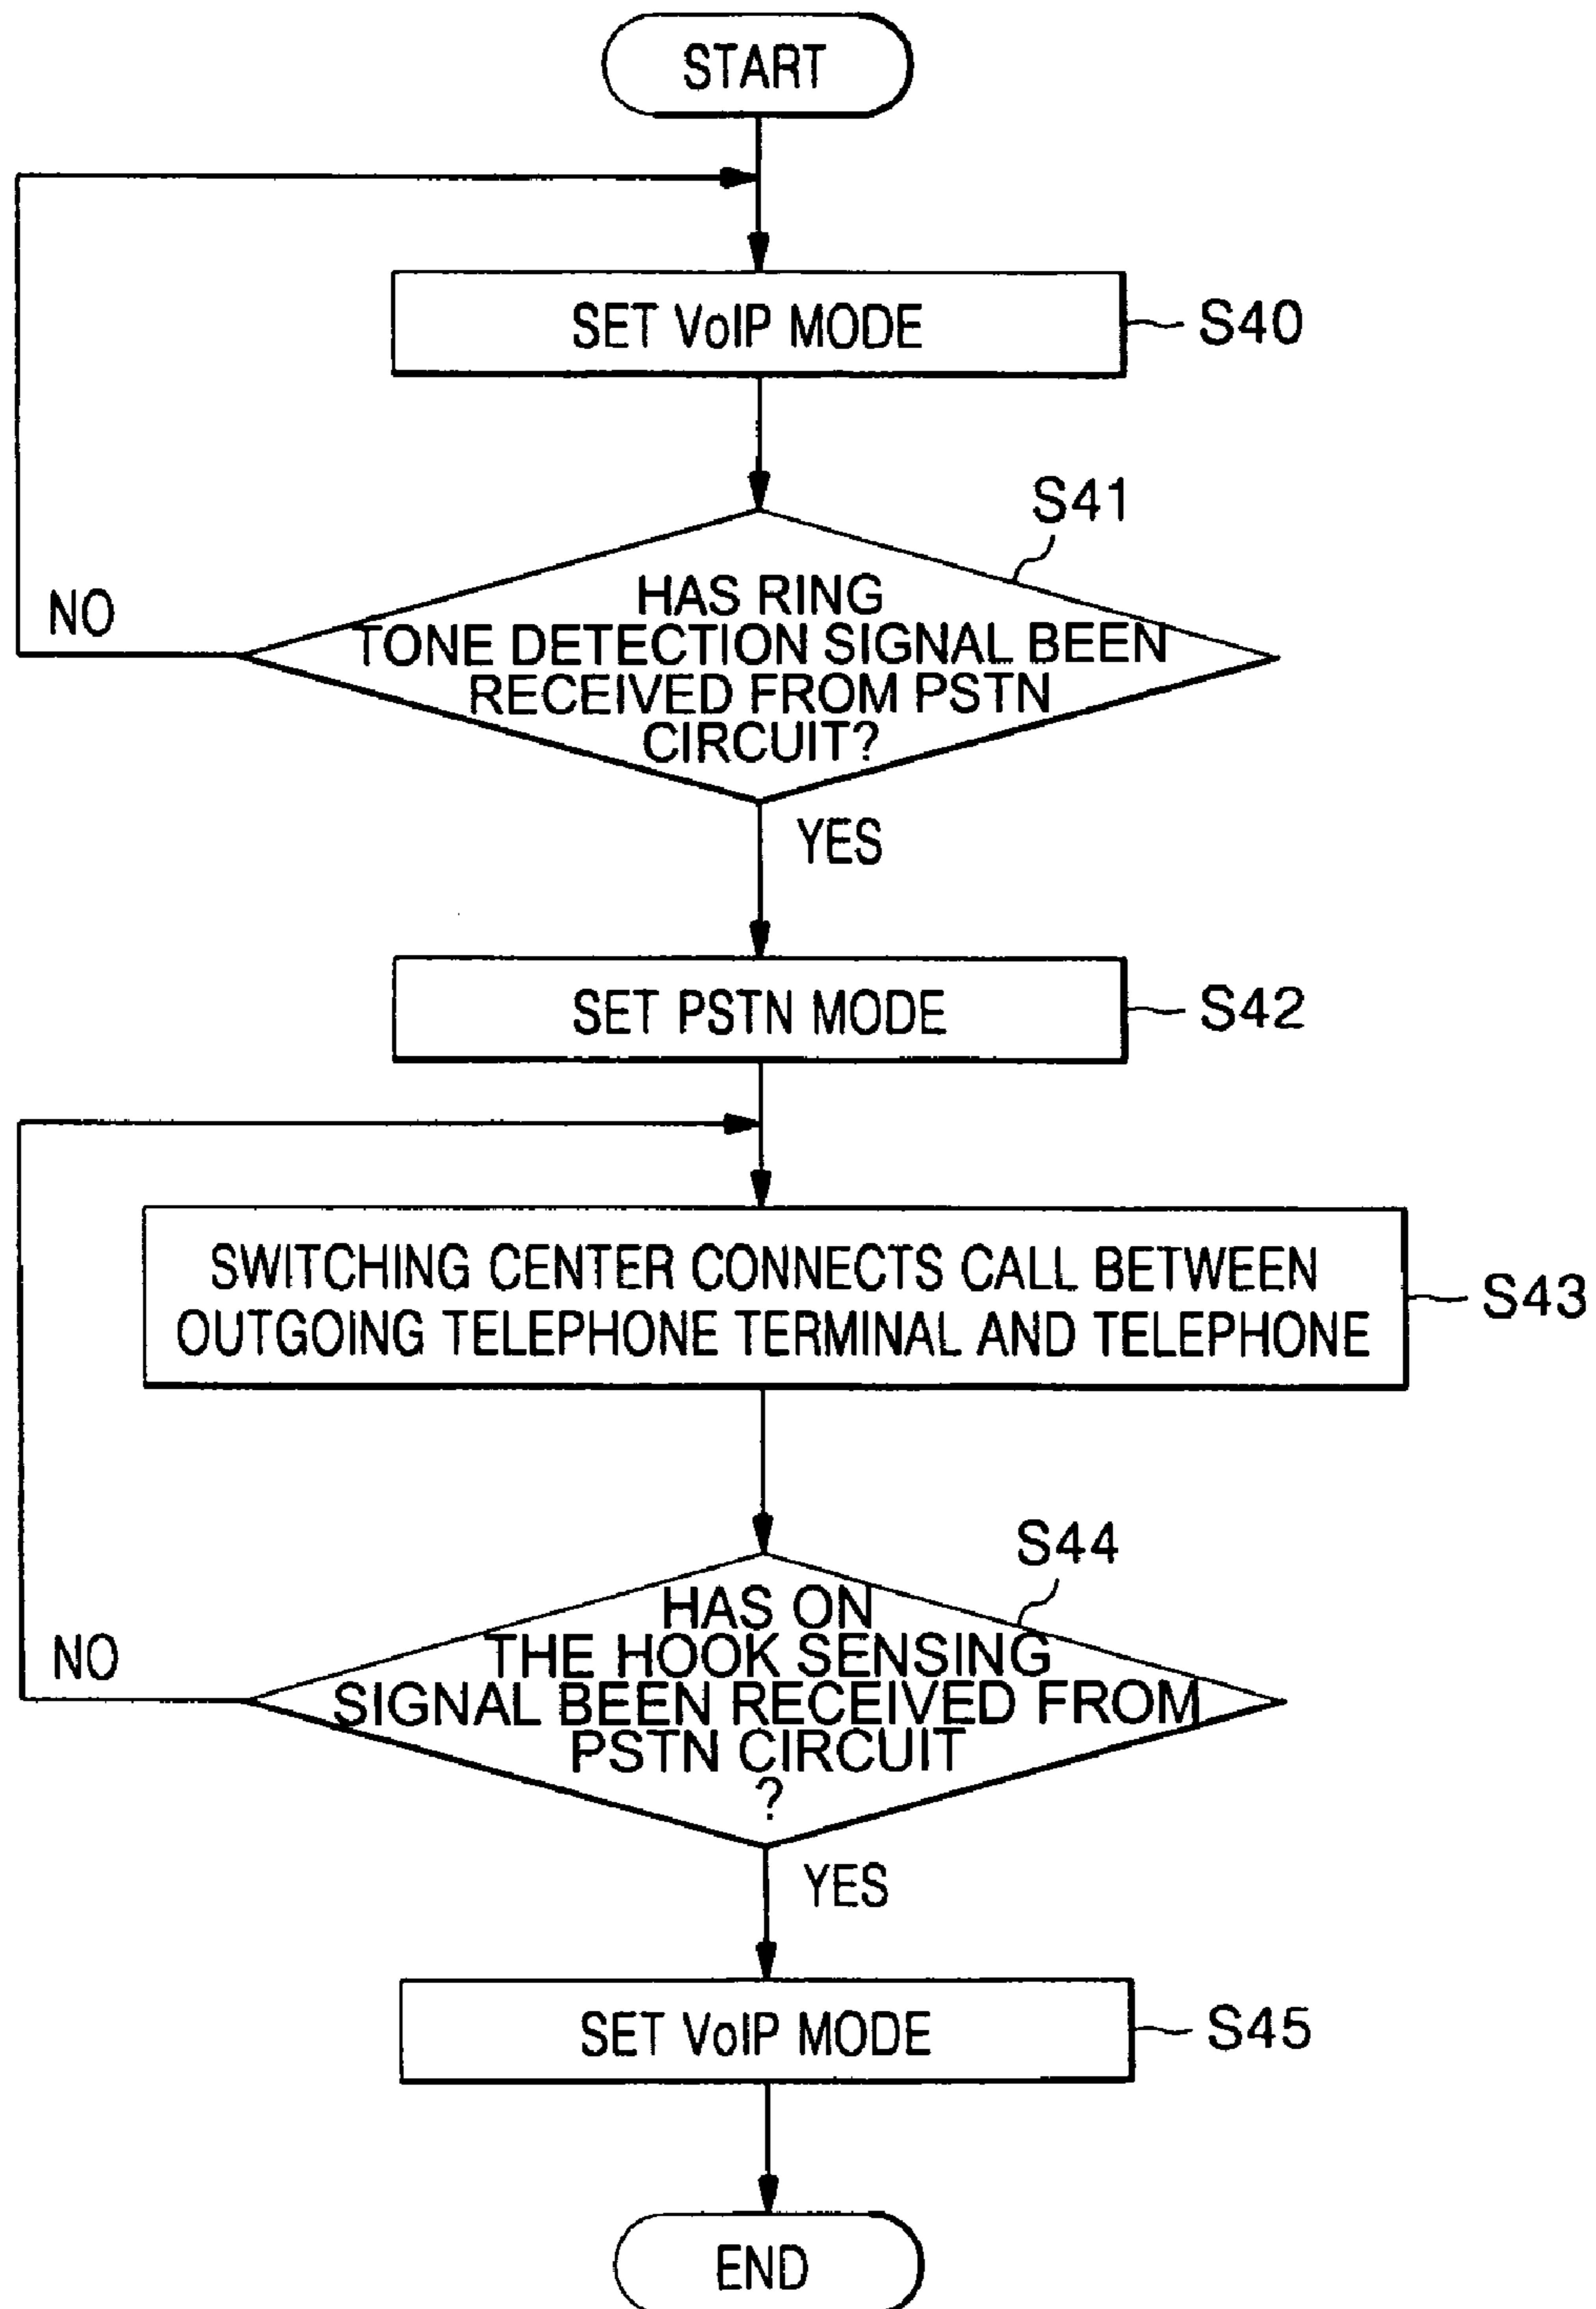 START
SET VoIP MODE
S40
S41
HAS RING
TONE DETECTION SIGNAL BEEN
RECEIVED FROM PSTN
CIRCUIT?
NO
YES
SET PSTN MODE
S42
SWITCHING CENTER CONNECTS CALL BETWEEN
OUTGOING TELEPHONE TERMINAL AND TELEPHONE
S43
S44
HAS ON
THE HOOK SENSING
SIGNAL BEEN RECEIVED FROM
PSTN CIRCUIT
?
NO
YES
SET VoIP MODE
S45
END